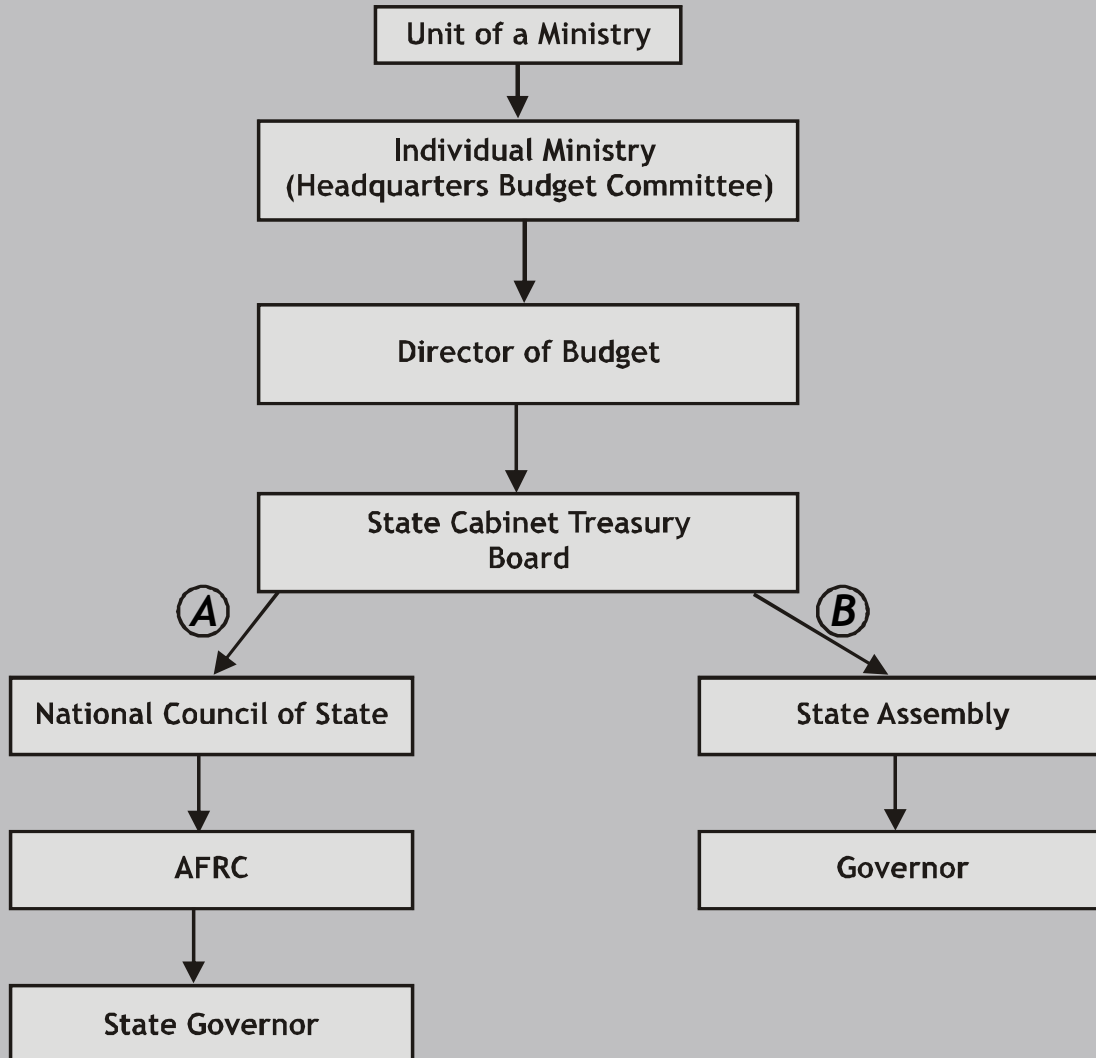 Unit of a Ministry
Individual Ministry
(Headquarters Budget Committee)
Director of Budget
State Cabinet Treasury
Board
A
B
National Council of State
State Assembly
AFRC
Governor
State Governor